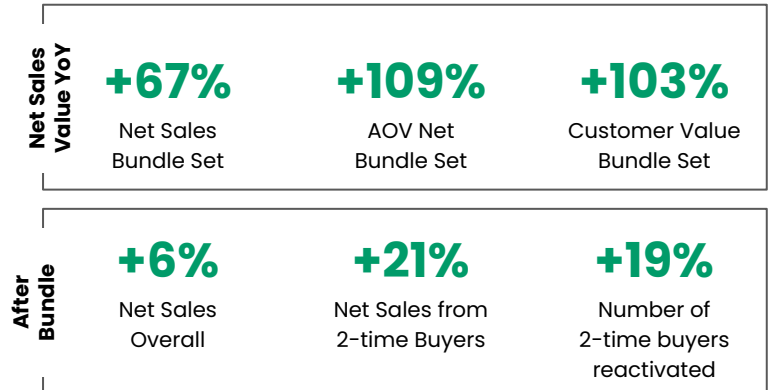 Net Sales
Value YoY
+67%
Net Sales
Bundle Set
+109%
AOV Net
Bundle Set
+103%
Customer Value
Bundle Set
After
Bundle
+6%
Net Sales
Overall
+21%
Net Sales from
2-time Buyers
+19%
Number of
2-time buyers
reactivated